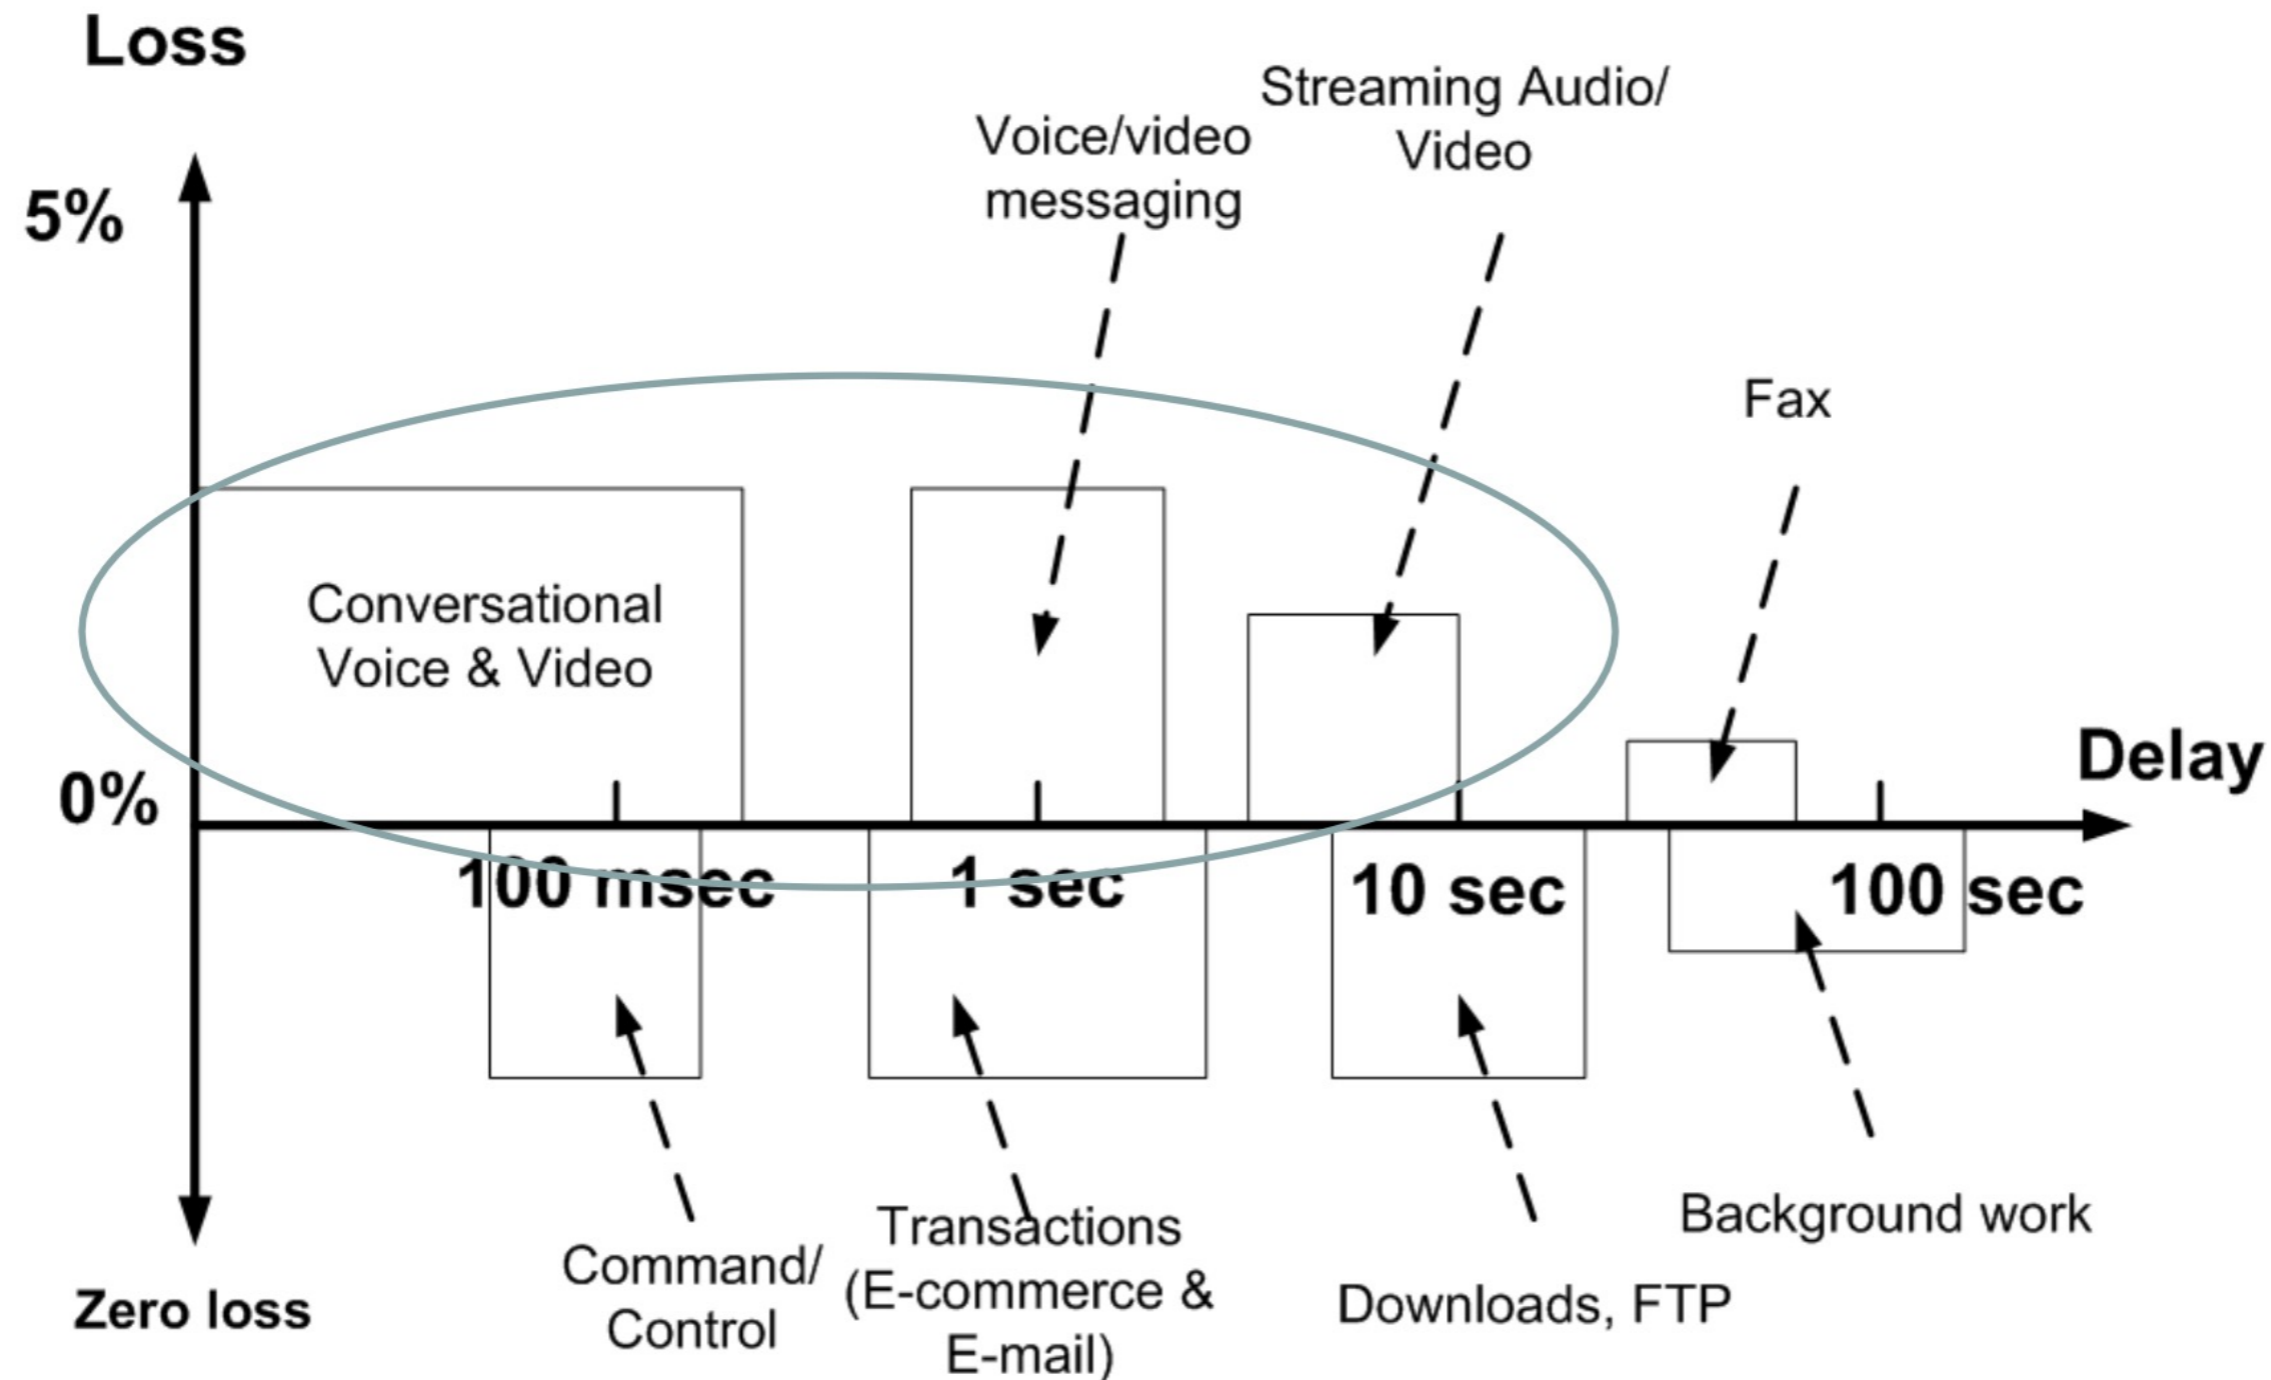 Loss
Streaming Audio/
Video
Voice/video
messaging
5%
Fax
Conversational
Voice & Video
Delay
0%
100 msec
1 sec
10 sec
100 sec
Command/
Control
Transactions
(E-commerce &
E-mail)
Downloads, FTP
Background work
Zero loss